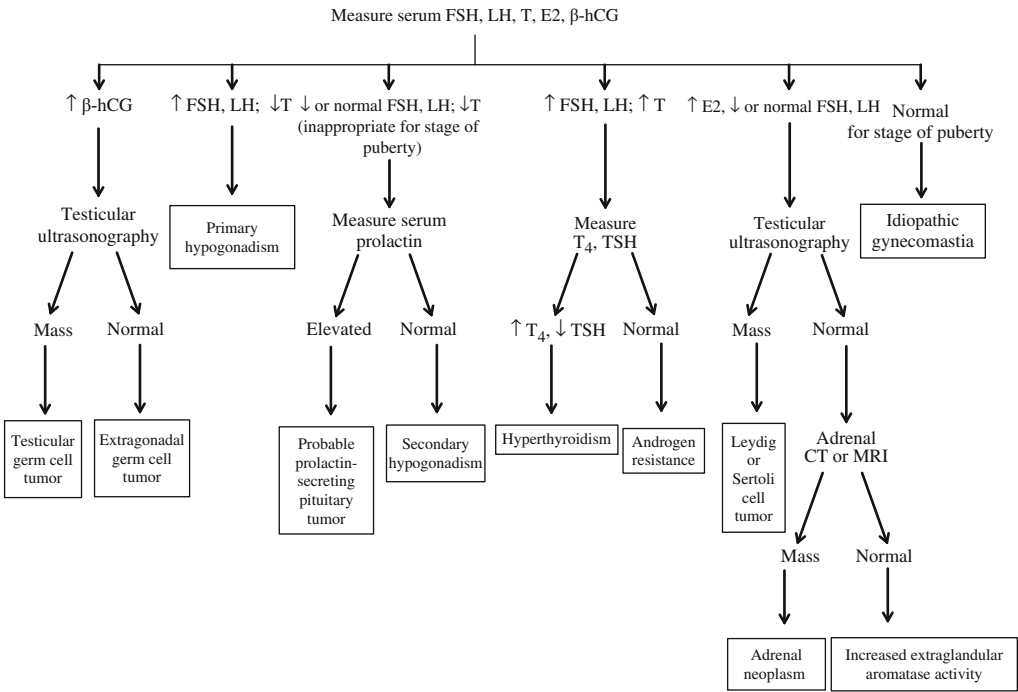 Measure serum FSH, LH, T, E2, β-hCG
↑ β-hCG
↑ FSH, LH; ↓T
↓ or normal FSH, LH; ↓T
(inappropriate for stage of
puberty)
↑ FSH, LH; ↑ T
↑ E2, ↓ or normal FSH, LH
Normal
for stage of puberty
Testicular
ultrasonography
Primary
hypogonadism
Measure serum
prolactin
Measure
T4, TSH
Testicular
ultrasonography
Idiopathic
gynecomastia
Mass
Normal
Elevated
Normal
↑ T4, ↓ TSH
Normal
Mass
Normal
Testicular
germ cell
tumor
Extragonadal
germ cell
tumor
Probable
prolactin-
secreting
pituitary
tumor
Secondary
hypogonadism
Hyperthyroidism
Androgen
resistance
Leydig
or
Sertoli
cell
tumor
Adrenal
CT or MRI
Mass
Normal
Adrenal
neoplasm
Increased extraglandular
aromatase activity